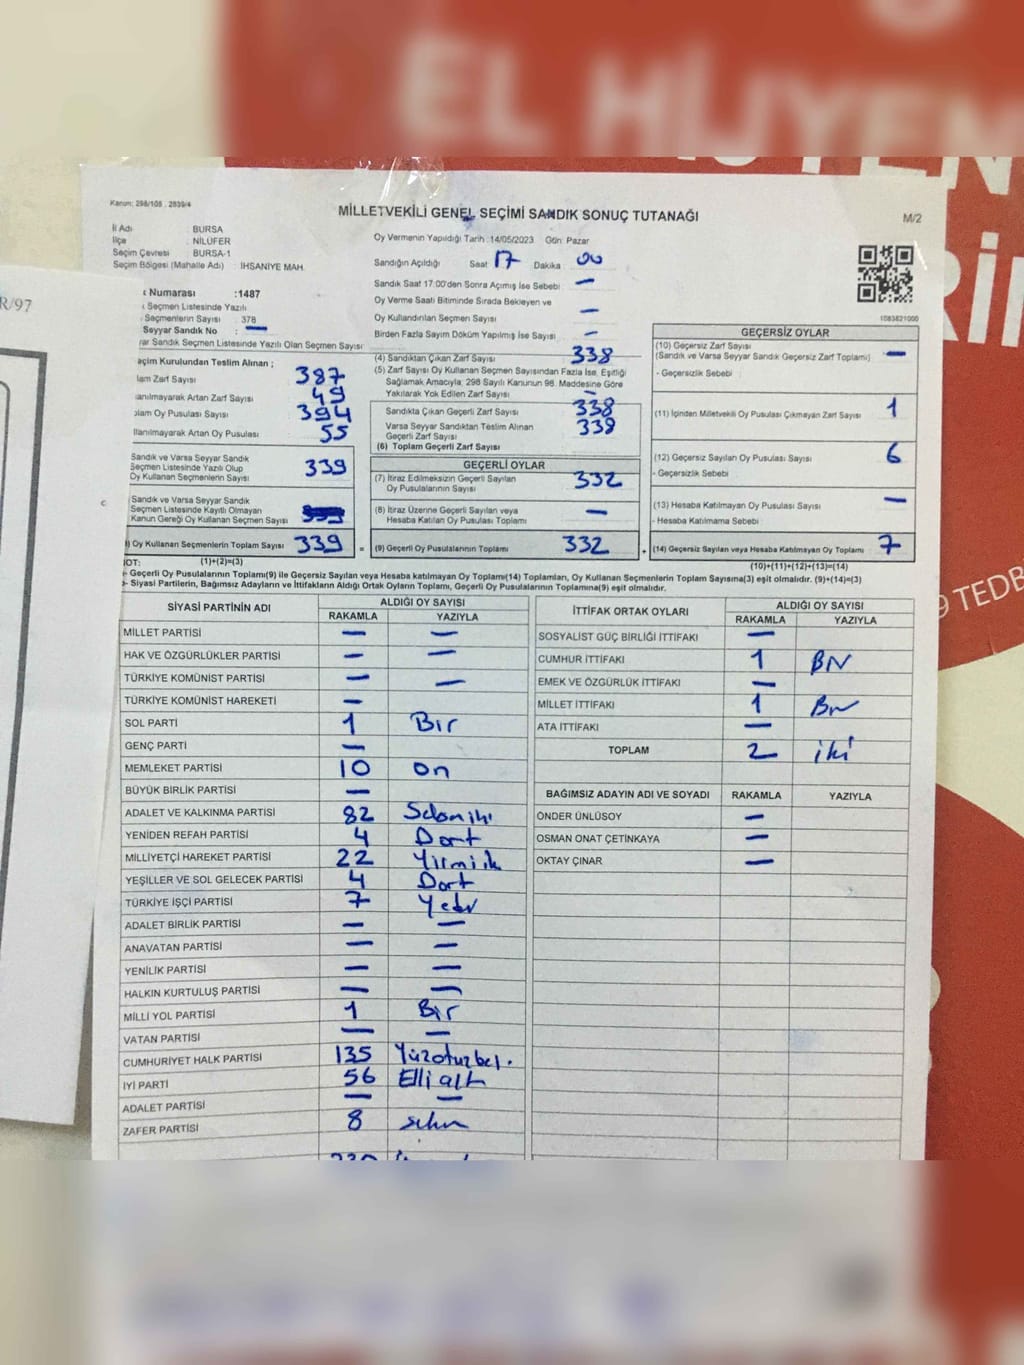 EL HİJYEN
Kanun: 298/105 , 2839/4
MİLLETVEKİLİ GENEL SEÇİMİ SANDIK SONUÇ TUTANAĞI
M/2
İl Adı : BURSA
İlçe : NİLÜFER
Seçim Çevresi : BURSA-1
Seçim Bölgesi (Mahalle Adı) : İHSANİYE MAH.
Oy Vermenin Yapıldığı Tarih :14/05/2023 Gün: Pazar
Sandığın Açıldığı Saat 17 Dakika 00
Sandık Saat 17:00'den Sonra Açımış İse Sebebi: —
Oy Verme Saati Bitiminde Sırada Bekleyen ve
Oy Kullandırılan Seçmen Sayısı —
Birden Fazla Sayım Döküm Yapılmış İse Sayısı —
1083821000
R/97
Numarası :1487
Seçmen Listesinde Yazılı
Seçmenlerin Sayısı : 378
Seyyar Sandık No : —
Sandık Seçmen Listesinde Yazılı Olan Seçmen Sayısı
Kurulundan Teslim Alınan ;
Zarf Sayısı 387
Artan Zarf Sayısı 49
Oy Pusulası Sayısı 394
Artan Oy Pusulası 55
Sandık ve Varsa Seyyar Sandık
Seçmen Listesinde Yazılı Olup
Oy Kullanan Seçmenlerin Sayısı 339
Sandık ve Varsa Seyyar Sandık
Seçmen Listesinde Kayıtlı Olmayan
Kanun Gereği Oy Kullanan Seçmen Sayısı
Oy Kullanan Seçmenlerin Toplam Sayısı 339
(1)+(2)=(3)
(4) Sandıktan Çıkan Zarf Sayısı 338
(5) Zarf Sayısı Oy Kullanan Seçmen Sayısından Fazla İse, Eşitliği
Sağlamak Amacıyla; 298 Sayılı Kanunun 98. Maddesine Göre
Yakılarak Yok Edilen Zarf Sayısı —
Sandıkta Çıkan Geçerli Zarf Sayısı 338
Varsa Seyyar Sandıktan Teslim Alınan
Geçerli Zarf Sayısı 338
(6) Toplam Geçerli Zarf Sayısı
GEÇERLİ OYLAR
(7) İtiraz Edilmeksizin Geçerli Sayılan
Oy Pusulalarının Sayısı 332
(8) İtiraz Üzerine Geçerli Sayılan veya
Hesaba Katılan Oy Pusulası Toplamı —
= (9) Geçerli Oy Pusulalarının Toplamı 332
GEÇERSİZ OYLAR
(10) Geçersiz Zarf Sayısı
(Sandık ve Varsa Seyyar Sandık Geçersiz Zarf Toplamı) —
- Geçersizlik Sebebi :
(11) İçinden Milletvekili Oy Pusulası Çıkmayan Zarf Sayısı 1
(12) Geçersiz Sayılan Oy Pusulası Sayısı 6
- Geçersizlik Sebebi :
(13) Hesaba Katılmayan Oy Pusulası Sayısı —
- Hesaba Katılmama Sebebi
+ (14) Geçersiz Sayılan veya Hesaba Katılmayan Oy Toplamı 7
(10)+(11)+(12)+(13)=(14)
NOT:
- Geçerli Oy Pusulalarının Toplamı(9) ile Geçersiz Sayılan veya Hesaba katılmayan Oy Toplamı(14) Toplamları, Oy Kullanan Seçmenlerin Toplam Sayısına(3) eşit olmalıdır. (9)+(14)=(3)
- Siyasi Partilerin, Bağımsız Adayların ve İttifakların Aldığı Ortak Oyların Toplamı, Geçerli Oy Pusulalarının Toplamına(9) eşit olmalıdır.
SİYASİ PARTİNİN ADI ALDIĞI OY SAYISI
RAKAMLA YAZIYLA
MİLLET PARTİSİ — —
HAK VE ÖZGÜRLÜKLER PARTİSİ — —
TÜRKİYE KOMÜNİST PARTİSİ — —
TÜRKİYE KOMÜNİST HAREKETİ —
SOL PARTİ 1 Bir
GENÇ PARTİ —
MEMLEKET PARTİSİ 10 on
BÜYÜK BİRLİK PARTİSİ —
ADALET VE KALKINMA PARTİSİ 82
YENİDEN REFAH PARTİSİ 4 Dort
MİLLİYETÇİ HAREKET PARTİSİ 22
YEŞİLLER VE SOL GELECEK PARTİSİ 4 Dort
TÜRKİYE İŞÇİ PARTİSİ 7
ADALET BİRLİK PARTİSİ — —
ANAVATAN PARTİSİ — —
YENİLİK PARTİSİ — —
HALKIN KURTULUŞ PARTİSİ — —
MİLLİ YOL PARTİSİ 1 Bir
VATAN PARTİSİ — —
CUMHURİYET HALK PARTİSİ 135 Yüzotuzbeş.
İYİ PARTİ 56 Elli altı
ADALET PARTİSİ — —
ZAFER PARTİSİ 8
İTTİFAK ORTAK OYLARI ALDIĞI OY SAYISI
RAKAMLA YAZIYLA
SOSYALİST GÜÇ BİRLİĞİ İTTİFAKI —
CUMHUR İTTİFAKI 1
EMEK VE ÖZGÜRLÜK İTTİFAKI —
MİLLET İTTİFAKI 1
ATA İTTİFAKI —
TOPLAM 2 iki
BAĞIMSIZ ADAYIN ADI VE SOYADI RAKAMLA YAZIYLA
ÖNDER ÜNLÜSOY —
OSMAN ONAT ÇETİNKAYA —
OKTAY ÇINAR —
9 TEDB